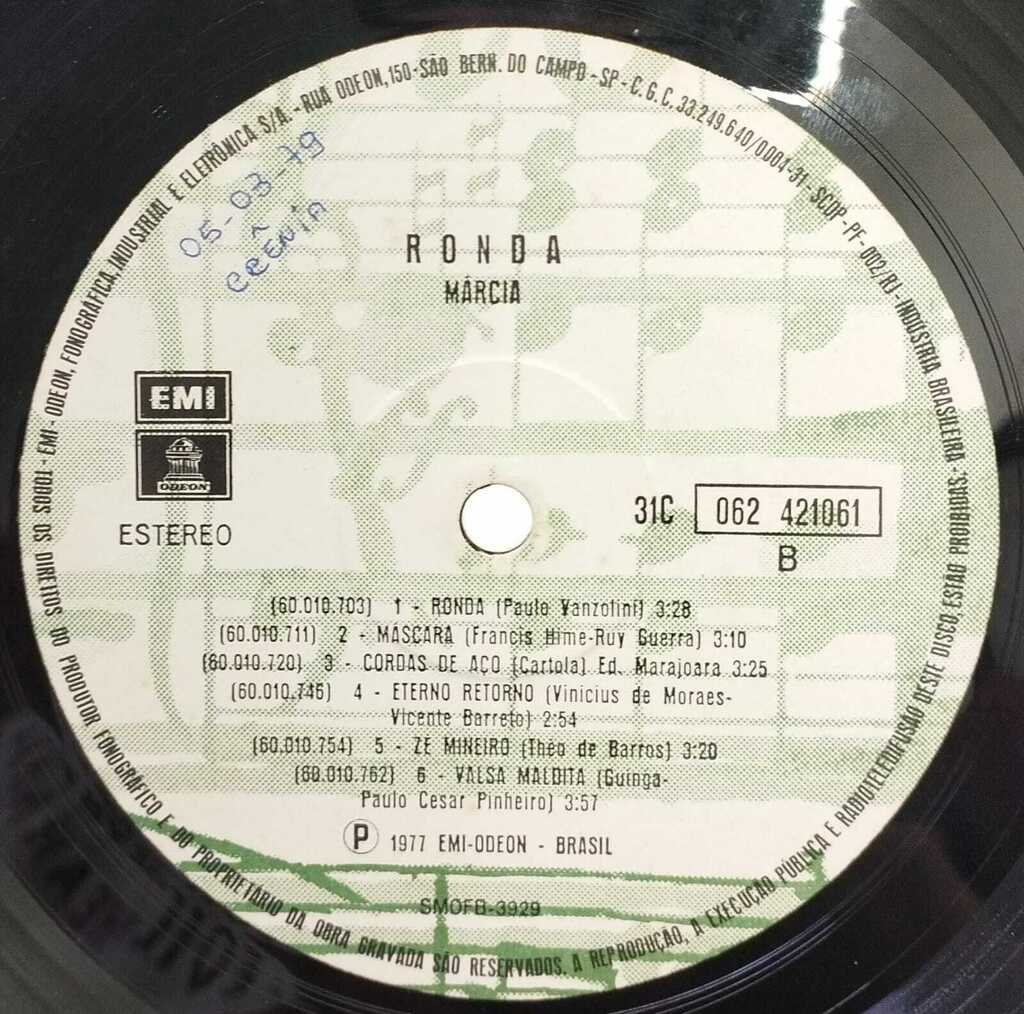 TODOS OS DIREITOS DO PRODUTOR FONOGRÁFICO E DO PROPRIETÁRIO DA OBRA GRAVADA SÃO RESERVADOS. A REPRODUÇÃO, A EXECUÇÃO PÚBLICA E RADIOTELEDIFUSÃO DESTE DISCO ESTÃO PROIBIDAS: INDÚSTRIA BRASILEIRA
EMI - ODEON, FONOGRÁFICA, INDUSTRIAL E ELETRÔNICA S/A. - RUA ODEON, 150 - SÃO BERN. DO CAMPO - SP - C.G.C. 33.249.640/0004-31 - SCDP - PF - 002/RJ
05-03-79
RONDA
MÁRCIA
EMI
ODEON
ESTEREO
31C 062 421061
B
(60.010.703) 1 - RONDA (Paulo Vanzolini) 3:28
(60.010.711) 2 - MASCARA (Francis Hime-Ruy Guerra) 3:10
(60.010.720) 3 - CORDAS DE AÇO (Cartola) Ed. Marajoara 3:25
(60.010.746) 4 - ETERNO RETORNO (Vinicius de Moraes-
Vicente Barreto) 2:54
(60.010.754) 5 - ZE MINEIRO (Théo de Barros) 3:20
(60.010.762) 6 - VALSA MALDITA (Guinga-
Paulo Cesar Pinheiro) 3:57
Ⓟ 1977 EMI-ODEON - BRASIL
SMOFB-3929